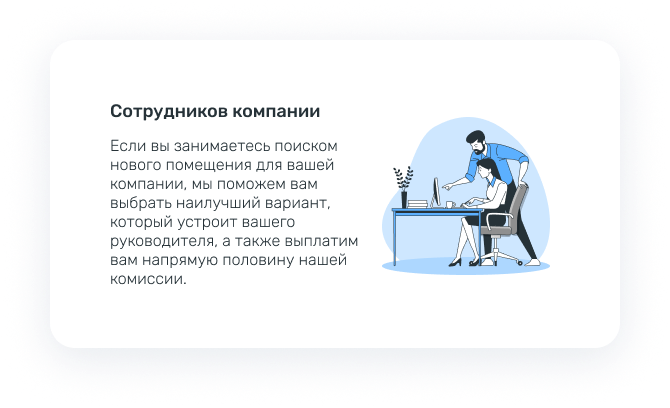 Сотрудников компании
Если вы занимаетесь поиском
нового помещения для вашей
компании, мы поможем вам
выбрать наилучший вариант,
который устроит вашего
руководителя, а также выплатим
вам напрямую половину нашей
комиссии.